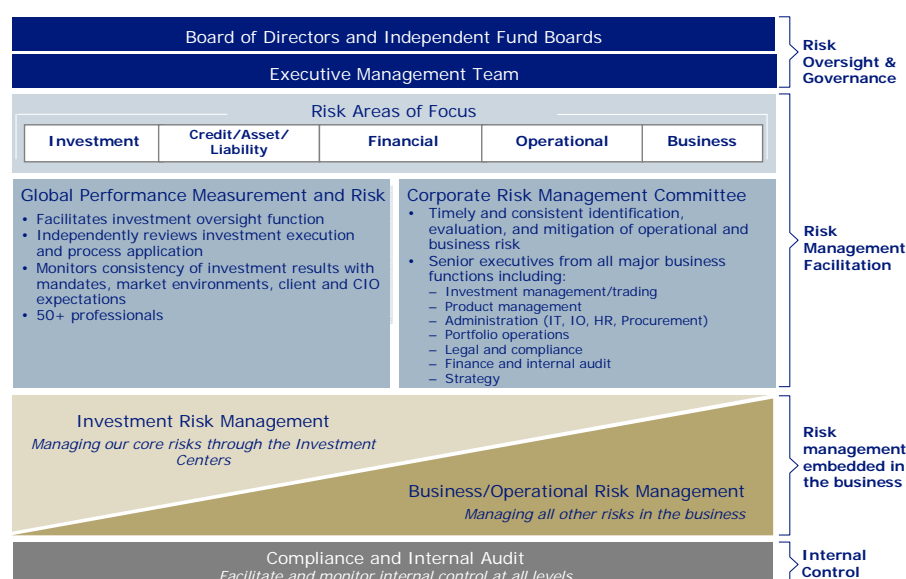 Board of Directors and Independent Fund Boards
Executive Management Team
Risk
Oversight &
Governance
Risk Areas of Focus
Investment
Credit/Asset/
Liability
Financial
Operational
Business
Global Performance Measurement and Risk
• Facilitates investment oversight function
• Independently reviews investment execution
and process application
• Monitors consistency of investment results with
mandates, market environments, client and CIO
expectations
• 50+ professionals
Corporate Risk Management Committee
• Timely and consistent identification,
evaluation, and mitigation of operational and
business risk
• Senior executives from all major business
functions including:
– Investment management/trading
– Product management
– Administration (IT, IO, HR, Procurement)
– Portfolio operations
– Legal and compliance
– Finance and internal audit
– Strategy
Risk
Management
Facilitation
Investment Risk Management
Managing our core risks through the Investment
Centers
Business/Operational Risk Management
Managing all other risks in the business
Risk
management
embedded in
the business
Compliance and Internal Audit
Facilitate and monitor internal control at all levels
Internal
Control